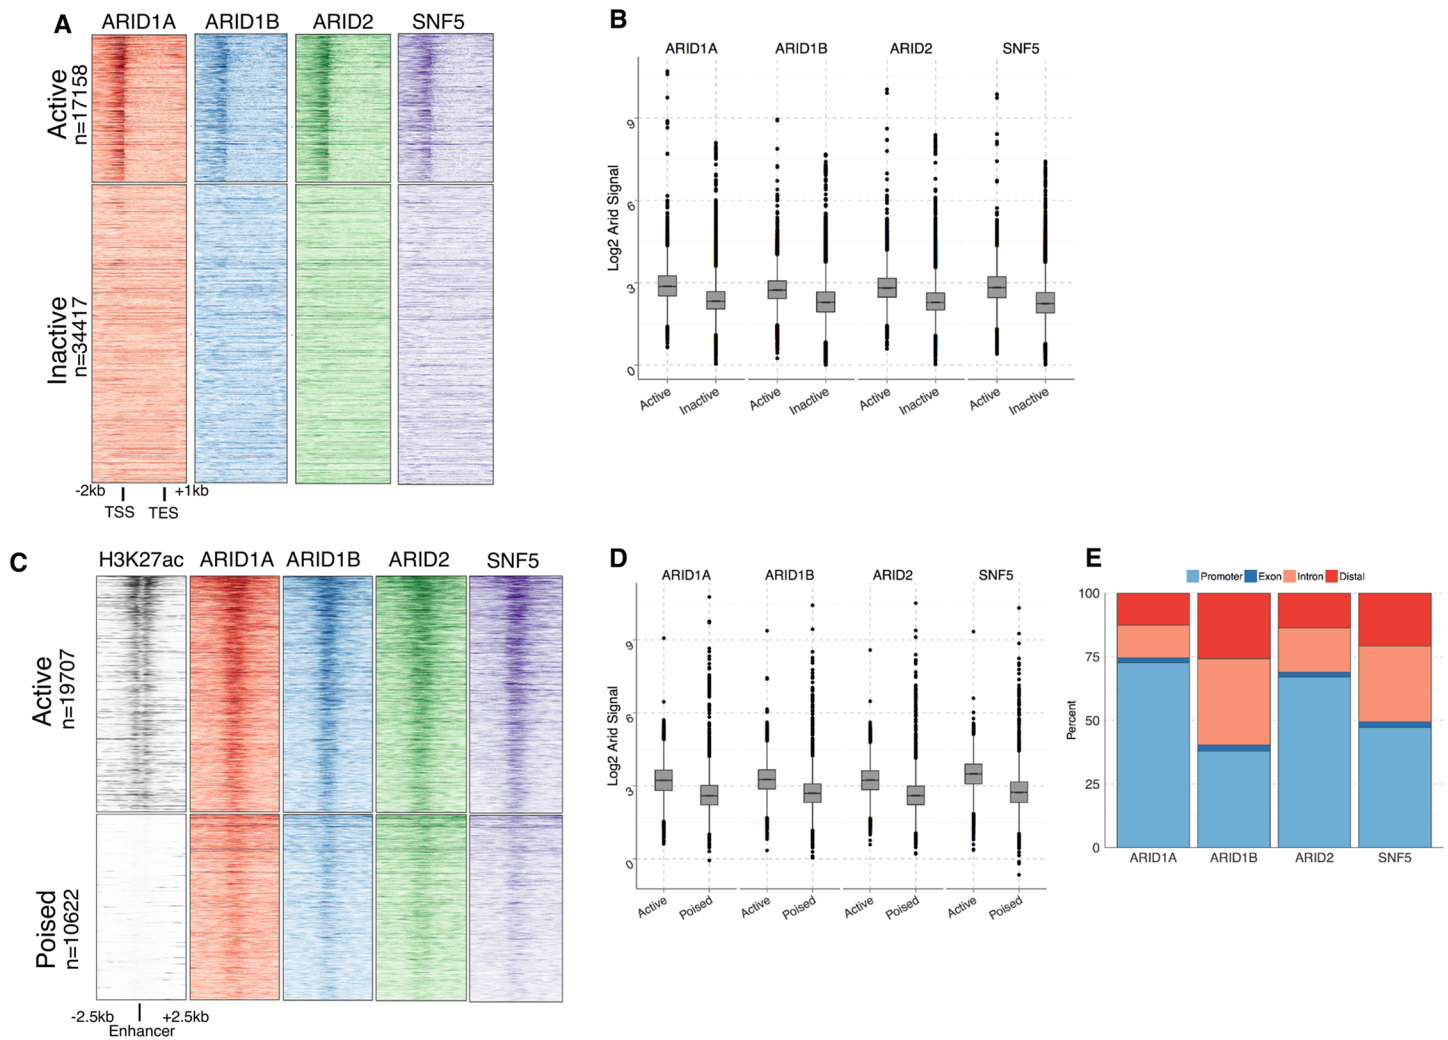 A
ARID1A ARID1B ARID2 SNF5
Active
n=17158
Inactive
n=34417
-2kb +1kb
TSS TES
B
ARID1A ARID1B ARID2 SNF5
Log2 Arid Signal
9
6
3
0
Active Inactive Active Inactive Active Inactive Active Inactive
C
H3K27ac ARID1A ARID1B ARID2 SNF5
Active
n=19707
Poised
n=10622
-2.5kb +2.5kb
Enhancer
D
ARID1A ARID1B ARID2 SNF5
Log2 Arid Signal
9
6
3
0
Active Poised Active Poised Active Poised Active Poised
E
Promoter Exon Intron Distal
Percent
100
75
50
25
0
ARID1A ARID1B ARID2 SNF5